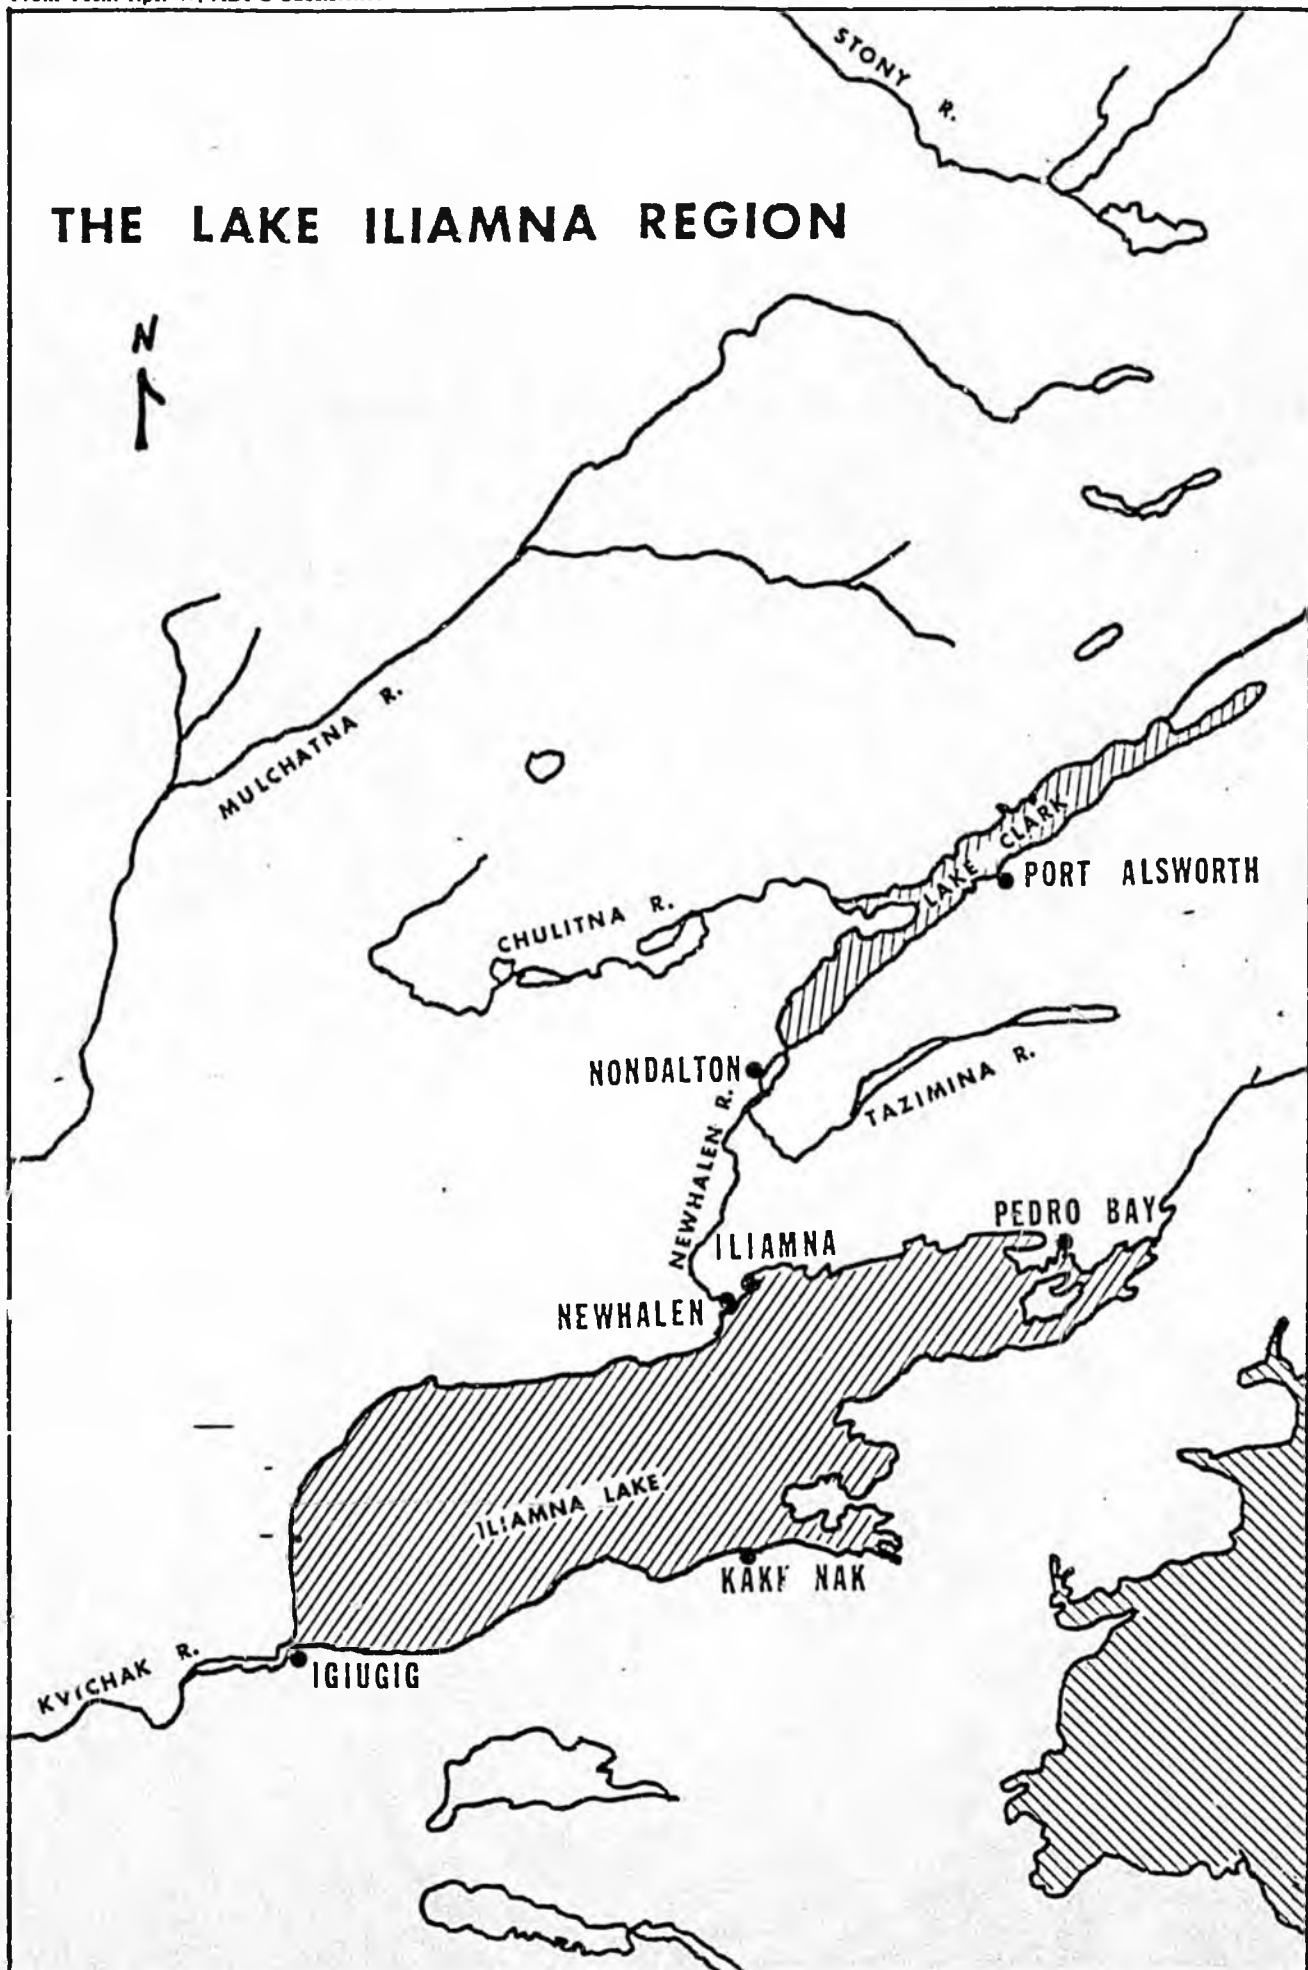 STONY R.
THE LAKE ILIAMNA REGION
N
MULCHATNA R.
LAKE CLARK
PORT ALSWORTH
CHULITNA R.
NONDALTON
TAZIMINA R.
NEWHALEN R.
PEDRO BAY
ILIAMNA
NEWHALEN
ILIAMNA LAKE
NAK
KVICHAK R.
IGIUGIG